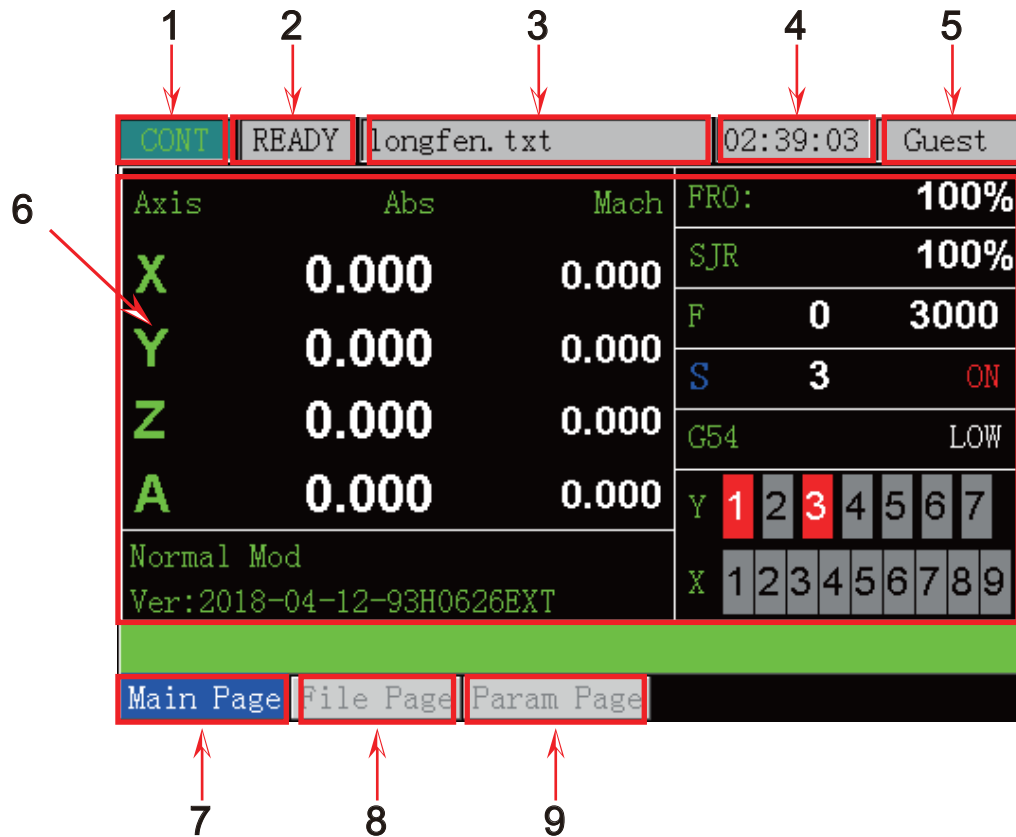 1 2 3 4 5
CONT READY longfen.txt 02:39:03 Guest
6
Axis Abs Mach
X 0.000 0.000
Y 0.000 0.000
Z 0.000 0.000
A 0.000 0.000
Normal Mod
Ver:2018-04-12-93H0626EXT
FRO: 100%
SJR 100%
F 0 3000
S 3 ON
G54 LOW
Y 1 2 3 4 5 6 7
X 1 2 3 4 5 6 7 8 9
Main Page File Page Param Page
7 8 9